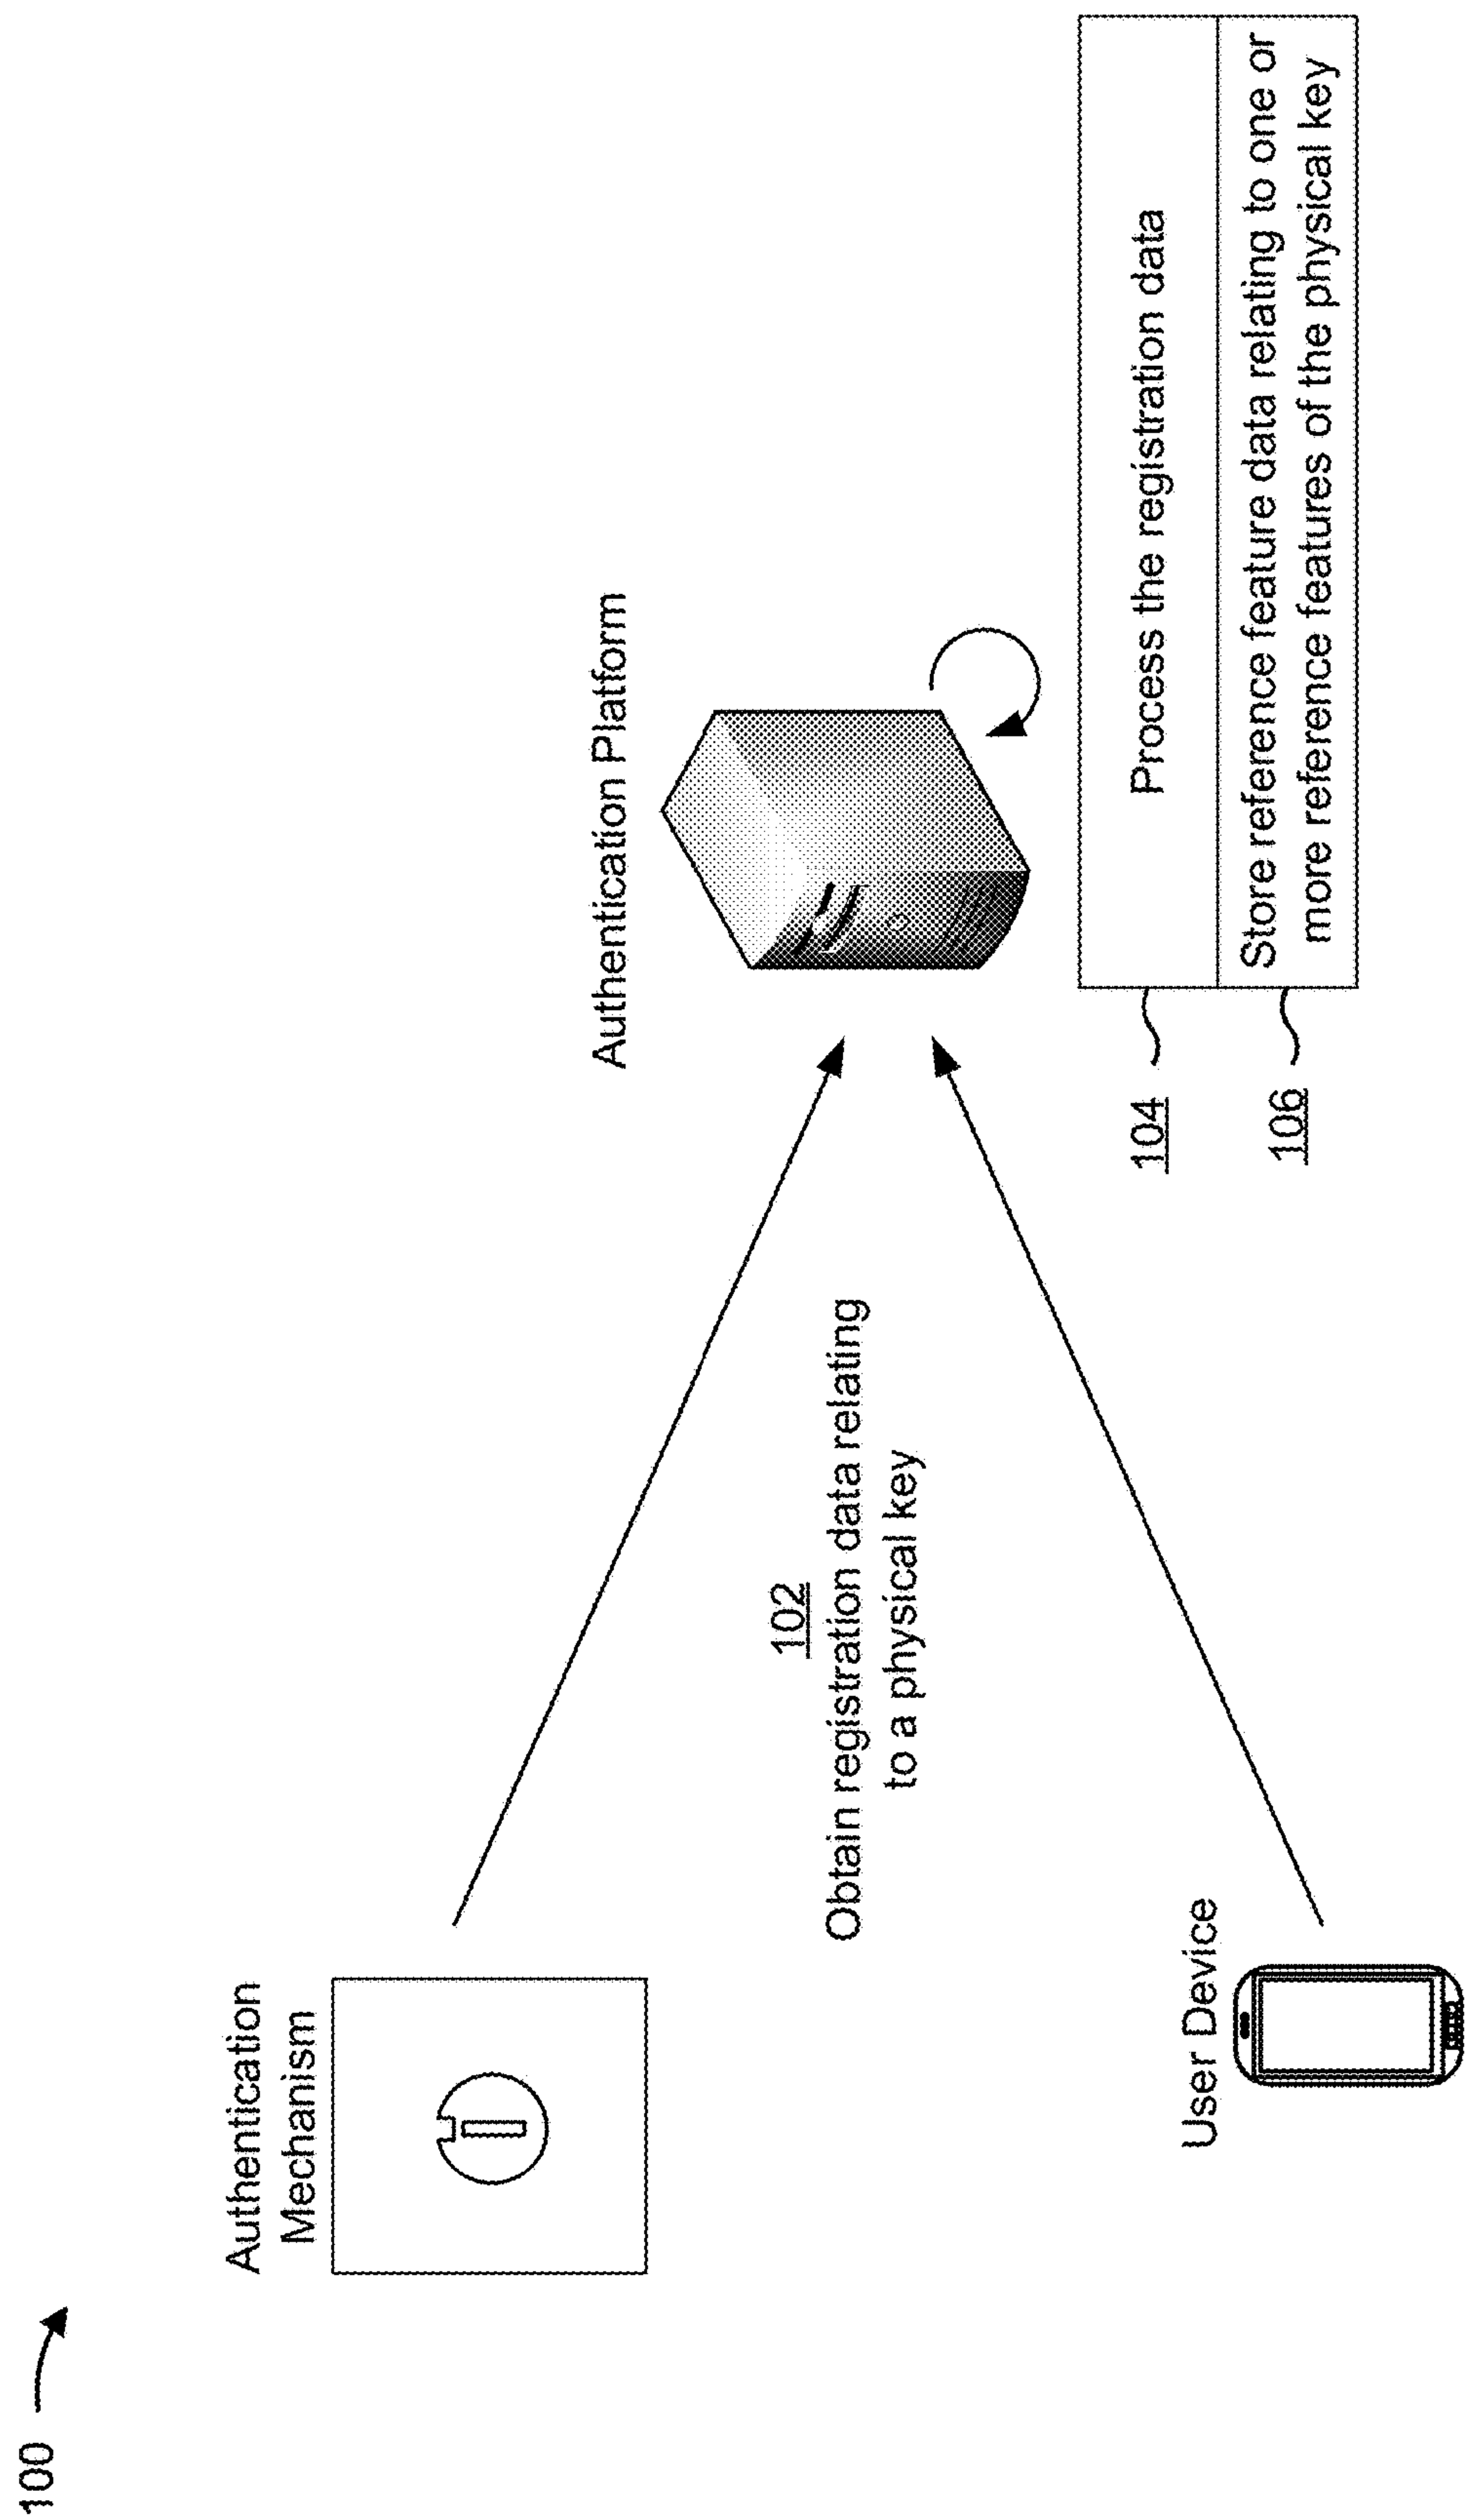 100
Authentication
Mechanism
User Device
102
Obtain registration data relating
to a physical key
Authentication Platform
104
Process the registration data
106
Store reference feature data relating to one or
more reference features of the physical key